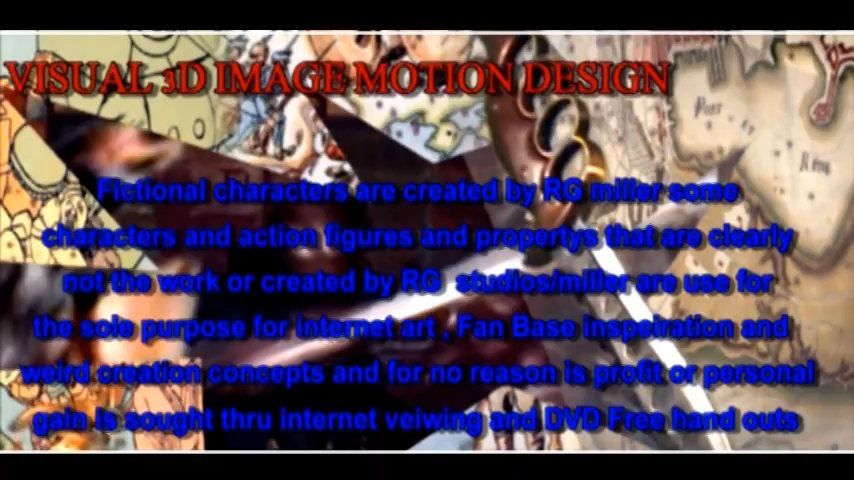 VISUAL 3D IMAGE MOTION DESIGN
Fictional characters are created by RG miller some
characters and action figures and propertys that are clearly
not the work or created by RG studios/miller are use for
the sole purpose for internet art , Fan Base inspeiration and
weird creation concepts and for no reason is profit or personal
gain is sought thru internet veiwing and DVD Free hand outs
PORT